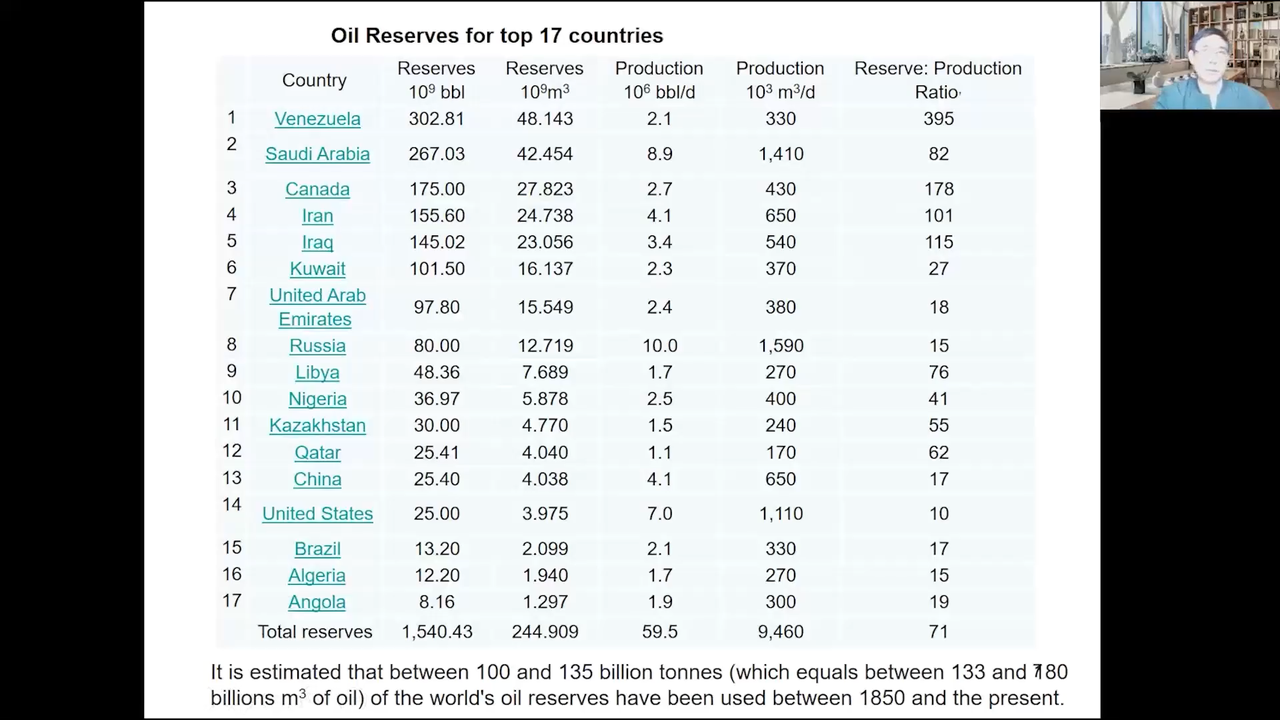 Oil Reserves for top 17 countries
Country Reserves 10⁹ bbl Reserves 10⁹m³ Production 10⁶ bbl/d Production 10³ m³/d Reserve: Production Ratio
1 Venezuela 302.81 48.143 2.1 330 395
2 Saudi Arabia 267.03 42.454 8.9 1,410 82
3 Canada 175.00 27.823 2.7 430 178
4 Iran 155.60 24.738 4.1 650 101
5 Iraq 145.02 23.056 3.4 540 115
6 Kuwait 101.50 16.137 2.3 370 27
7 United Arab Emirates 97.80 15.549 2.4 380 18
8 Russia 80.00 12.719 10.0 1,590 15
9 Libya 48.36 7.689 1.7 270 76
10 Nigeria 36.97 5.878 2.5 400 41
11 Kazakhstan 30.00 4.770 1.5 240 55
12 Qatar 25.41 4.040 1.1 170 62
13 China 25.40 4.038 4.1 650 17
14 United States 25.00 3.975 7.0 1,110 10
15 Brazil 13.20 2.099 2.1 330 17
16 Algeria 12.20 1.940 1.7 270 15
17 Angola 8.16 1.297 1.9 300 19
Total reserves 1,540.43 244.909 59.5 9,460 71
It is estimated that between 100 and 135 billion tonnes (which equals between 133 and
billions m³ of oil) of the world's oil reserves have been used between 1850 and the present.